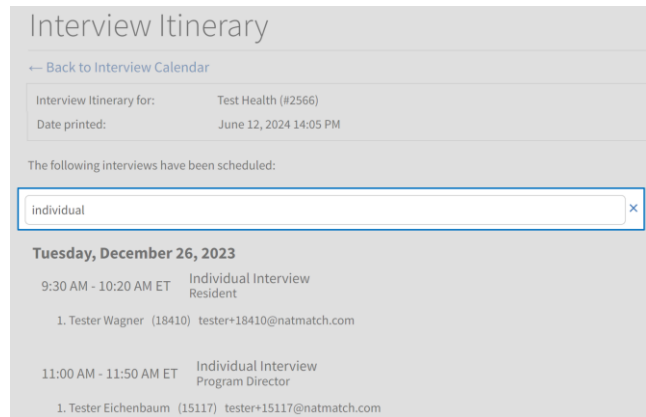 Interview Itinerary
← Back to Interview Calendar
Interview Itinerary for: Test Health (#2566)
Date printed: June 12, 2024 14:05 PM
The following interviews have been scheduled:
individual ×
Tuesday, December 26, 2023
9:30 AM - 10:20 AM ET Individual Interview
Resident
1. Tester Wagner (18410) tester+18410@natmatch.com
11:00 AM - 11:50 AM ET Individual Interview
Program Director
1. Tester Eichenbaum (15117) tester+15117@natmatch.com